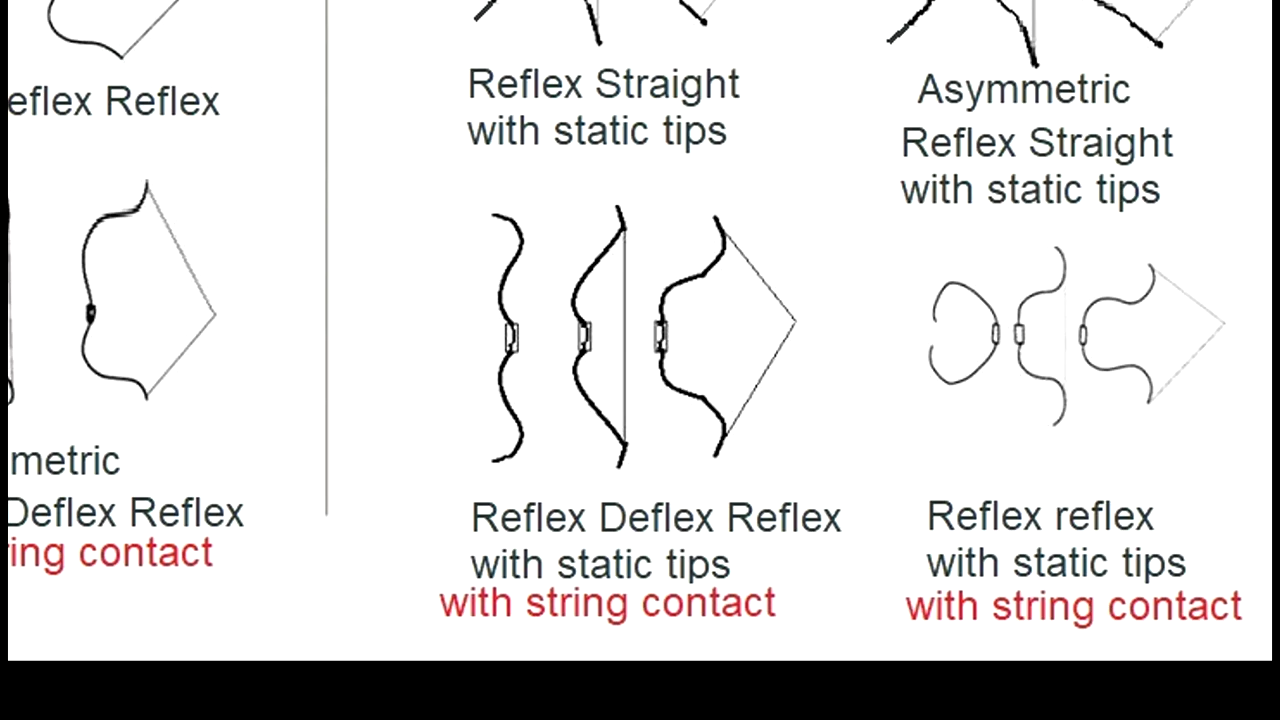 eflex Reflex
Reflex Straight
with static tips
Asymmetric
Reflex Straight
with static tips
metric
Deflex Reflex
ring contact
Reflex Deflex Reflex
with static tips
with string contact
Reflex reflex
with static tips
with string contact